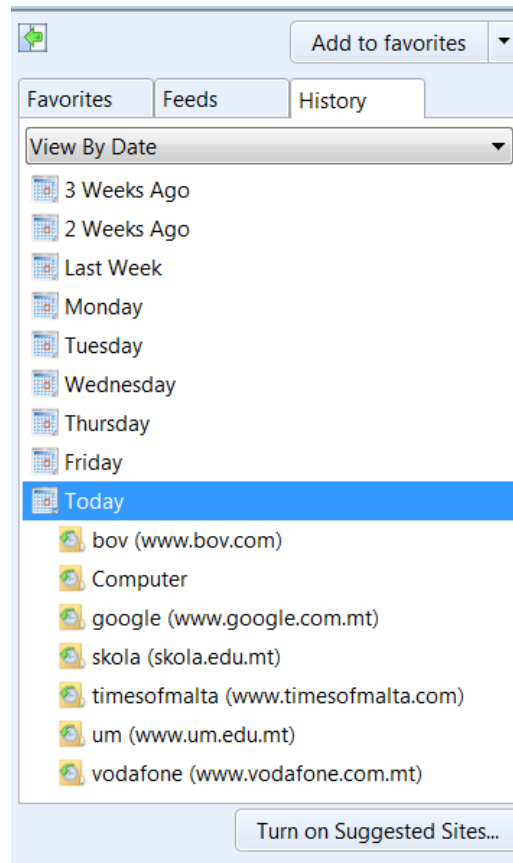 Add to favorites
Favorites Feeds History
View By Date
3 Weeks Ago
2 Weeks Ago
Last Week
Monday
Tuesday
Wednesday
Thursday
Friday
Today
bov (www.bov.com)
Computer
google (www.google.com.mt)
skola (skola.edu.mt)
timesofmalta (www.timesofmalta.com)
um (www.um.edu.mt)
vodafone (www.vodafone.com.mt)
Turn on Suggested Sites...